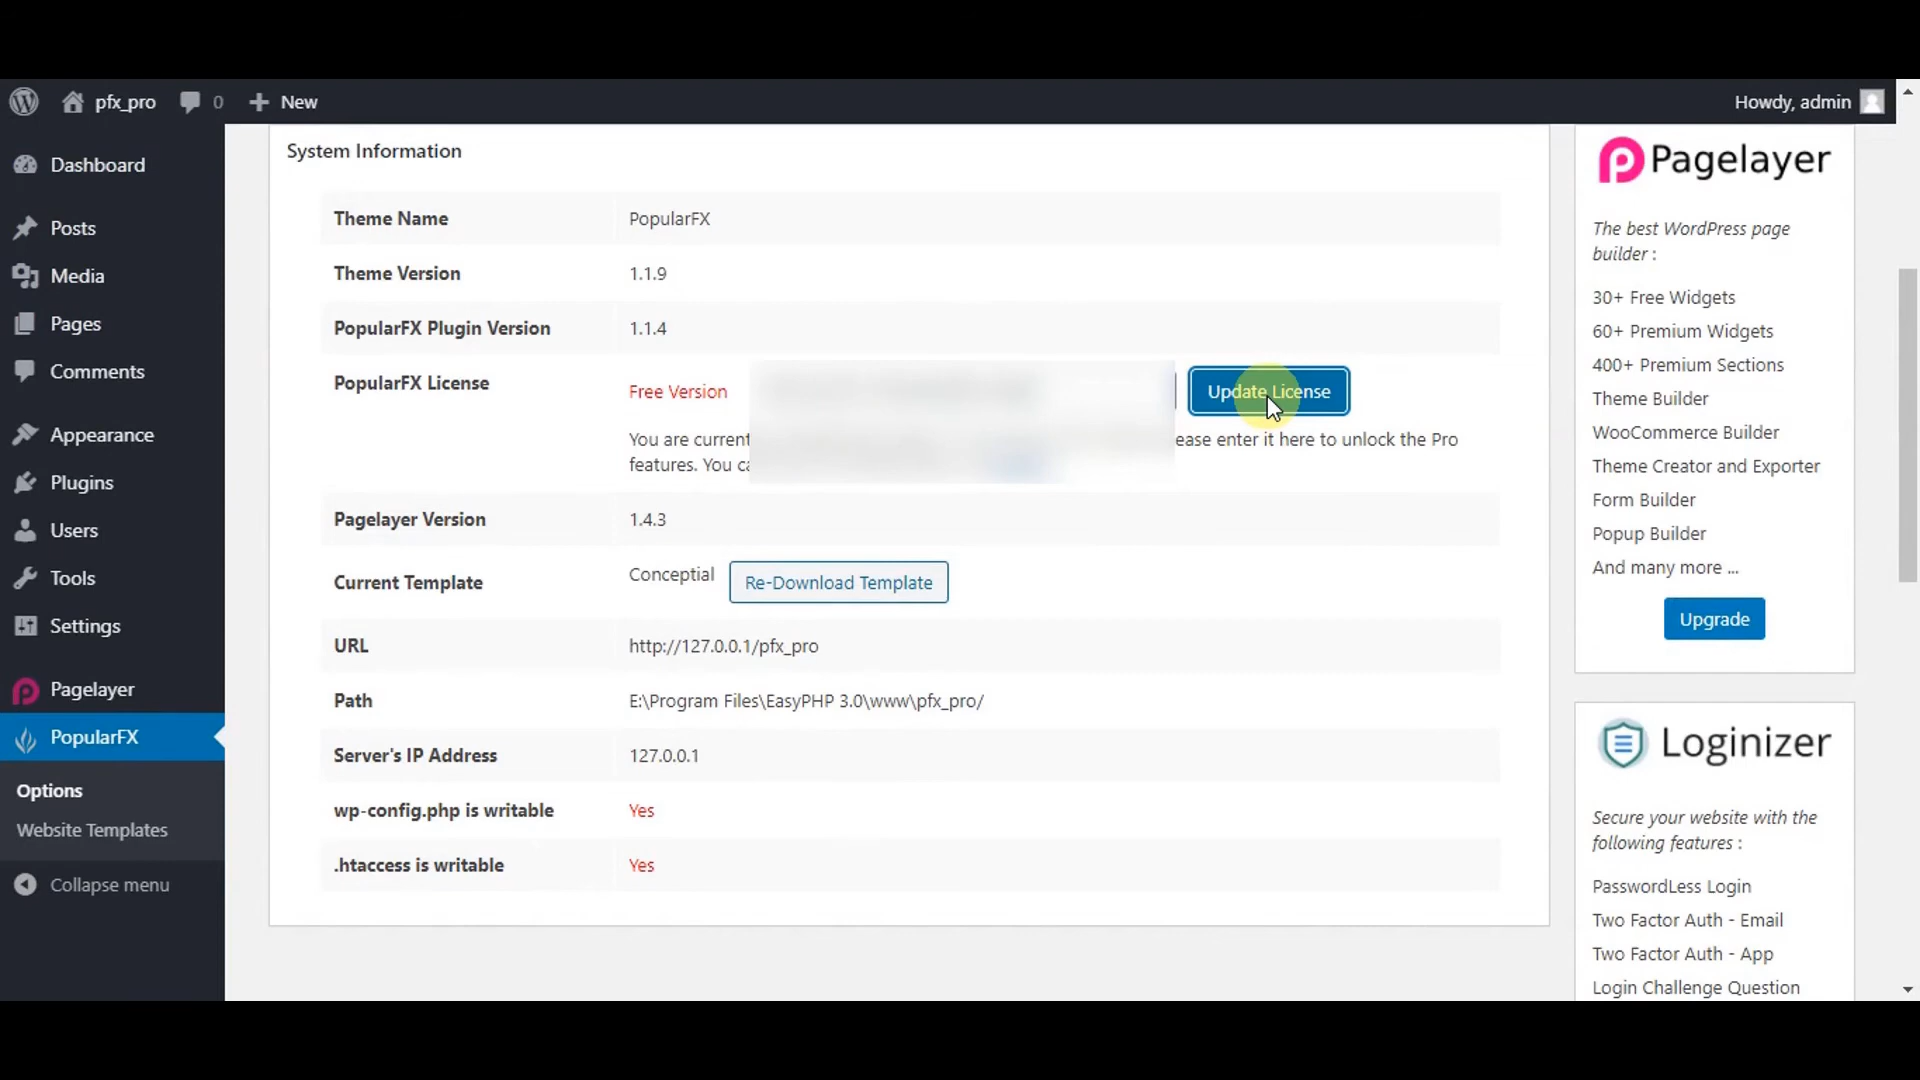 pfx_pro 0 New Howdy, admin
Dashboard
Posts
Media
Pages
Comments
Appearance
Plugins
Users
Tools
Settings
Pagelayer
PopularFX
Options
Website Templates
Collapse menu
System Information
Theme Name PopularFX
Theme Version 1.1.9
PopularFX Plugin Version 1.1.4
PopularFX License Free Version Update License
You are current ease enter it here to unlock the Pro
features. You ca
Pagelayer Version 1.4.3
Current Template Conceptial Re-Download Template
URL http://127.0.0.1/pfx_pro
Path E:\Program Files\EasyPHP 3.0\www\pfx_pro/
Server's IP Address 127.0.0.1
wp-config.php is writable Yes
.htaccess is writable Yes
Pagelayer
The best WordPress page
builder :
30+ Free Widgets
60+ Premium Widgets
400+ Premium Sections
Theme Builder
WooCommerce Builder
Theme Creator and Exporter
Form Builder
Popup Builder
And many more ...
Upgrade
Loginizer
Secure your website with the
following features :
PasswordLess Login
Two Factor Auth - Email
Two Factor Auth - App
Login Challenge Question